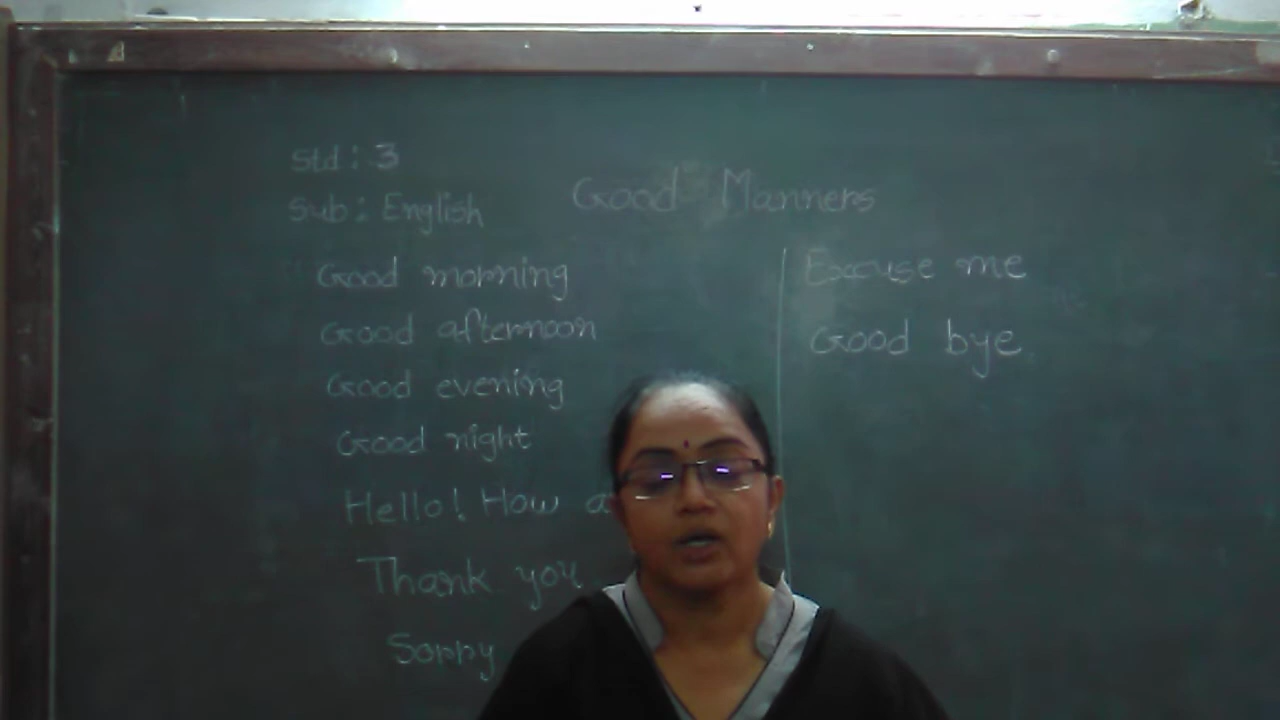 Std : 3
Sub : English
Good Manners
Good morning
Good afternoon
Good evening
Good night
Hello! How
Thank you
Sorry
Excuse me
Good bye